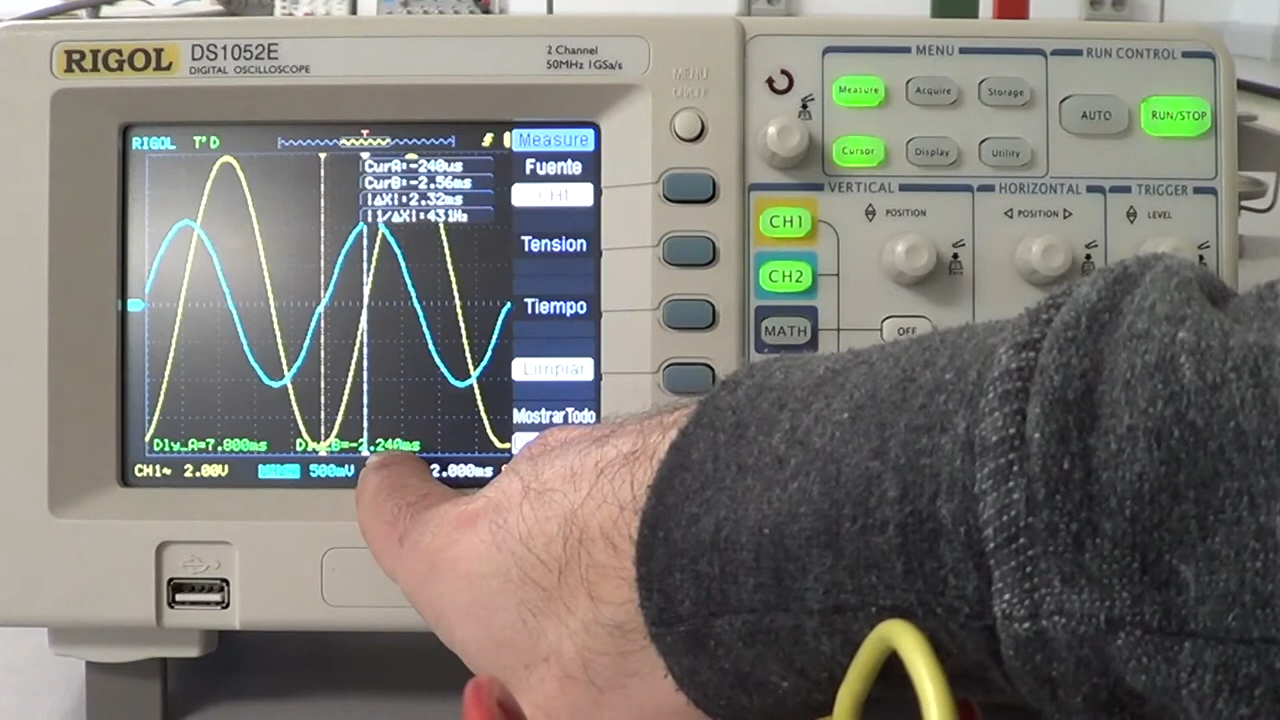 RIGOL DS1052E
DIGITAL OSCILLOSCOPE
2 Channel
50MHz 1GSa/s
MENU
ON/OFF
RIGOL T'D
CurA:-240us
CurB:-2.56ms
|ΔX|:2.32ms
|1/ΔX|:431Hz
Measure
Fuente
CH1
Tension
Tiempo
Limpiar
MostrarTodo
Dly_A=7.800ms
-2.240ms
CH1~ 2.00V
500mV
2.000ms
MENU
Measure
Acquire
Storage
Cursor
Display
Utility
RUN CONTROL
AUTO
RUN/STOP
VERTICAL
POSITION
CH1
CH2
MATH
OFF
HORIZONTAL
POSITION
TRIGGER
LEVEL